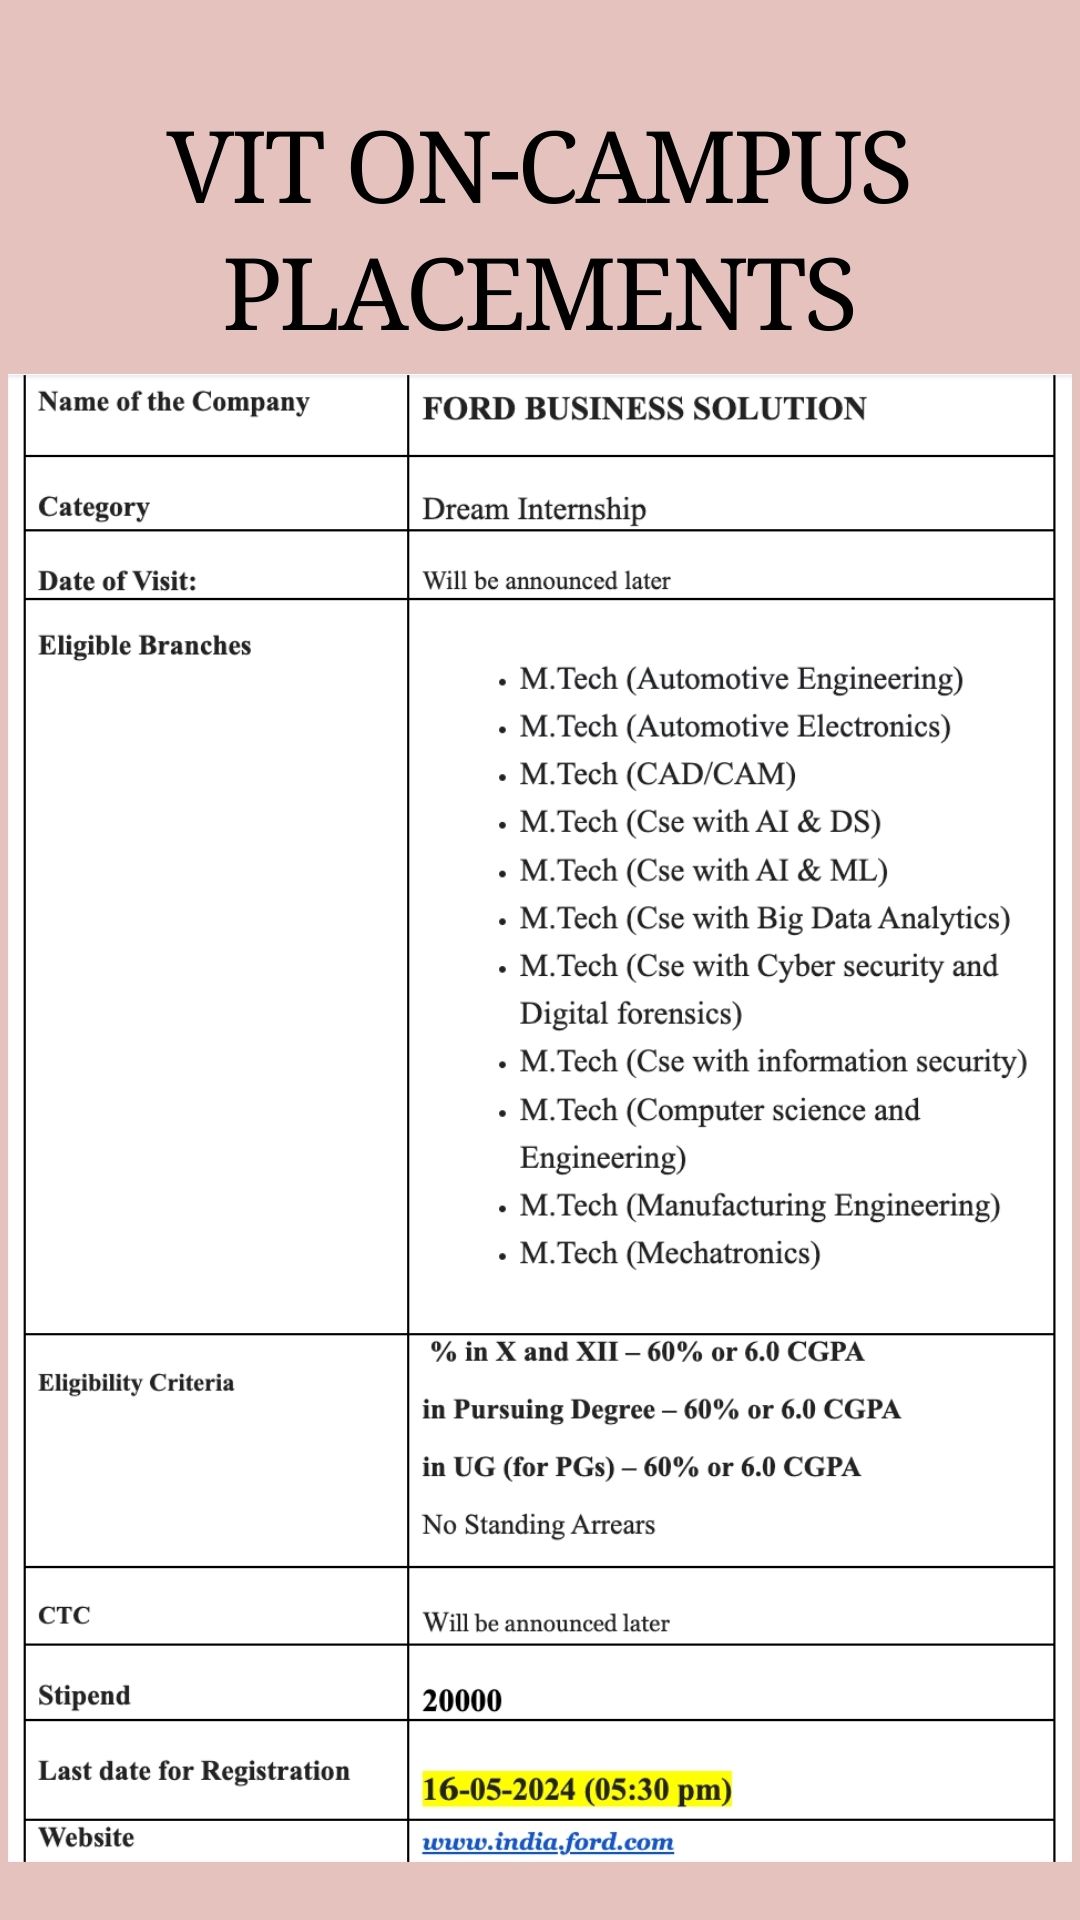 VIT ON-CAMPUS
PLACEMENTS
Name of the Company
FORD BUSINESS SOLUTION
Category
Dream Internship
Date of Visit:
Will be announced later
Eligible Branches
• M.Tech (Automotive Engineering)
• M.Tech (Automotive Electronics)
• M.Tech (CAD/CAM)
• M.Tech (Cse with AI & DS)
• M.Tech (Cse with AI & ML)
• M.Tech (Cse with Big Data Analytics)
• M.Tech (Cse with Cyber security and
Digital forensics)
• M.Tech (Cse with information security)
• M.Tech (Computer science and
Engineering)
• M.Tech (Manufacturing Engineering)
• M.Tech (Mechatronics)
Eligibility Criteria
% in X and XII – 60% or 6.0 CGPA
in Pursuing Degree – 60% or 6.0 CGPA
in UG (for PGs) – 60% or 6.0 CGPA
No Standing Arrears
CTC
Will be announced later
Stipend
20000
Last date for Registration
16-05-2024 (05:30 pm)
Website
www.india.ford.com